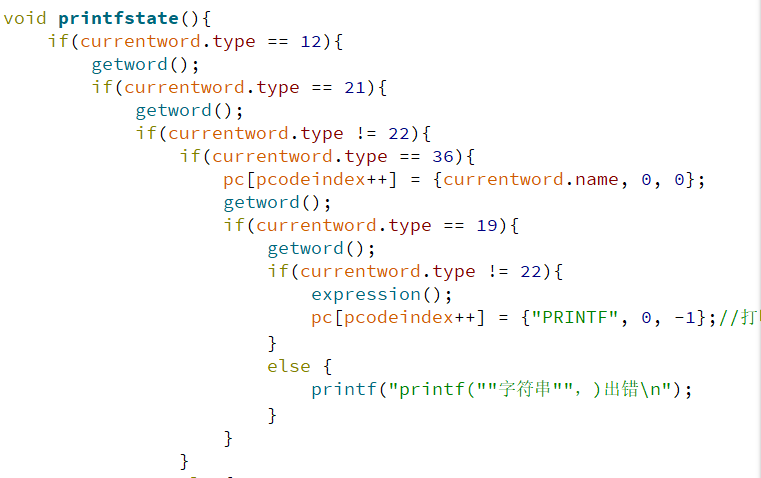 void printfstate(){
    if(currentword.type == 12){
        getword();
        if(currentword.type == 21){
            getword();
            if(currentword.type != 22){
                if(currentword.type == 36){
                    pc[pcodeindex++] = {currentword.name, 0, 0};
                    getword();
                    if(currentword.type == 19){
                        getword();
                        if(currentword.type != 22){
                            expression();
                            pc[pcodeindex++] = {"PRINTF", 0, -1};//打
                        }
                        else {
                            printf("printf(""字符串"", )出错\n");
                        }
                    }
                }